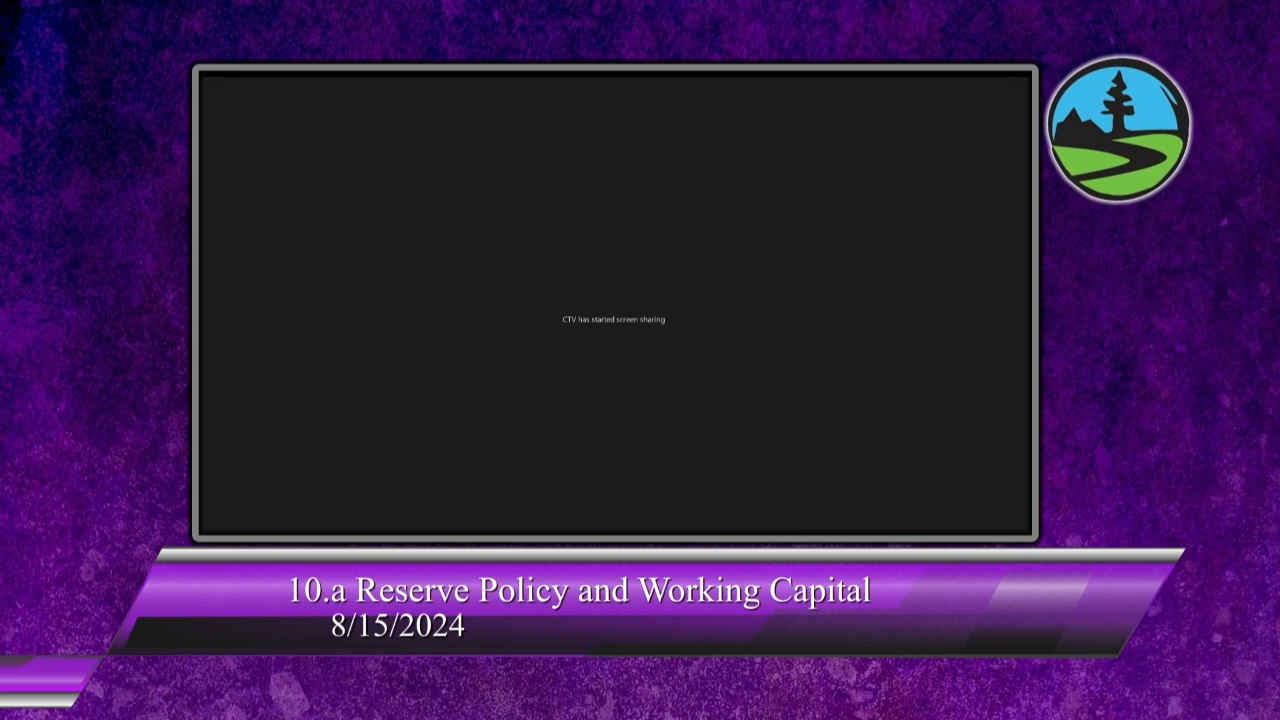 CTV has started screen sharing
10.a Reserve Policy and Working Capital
8/15/2024